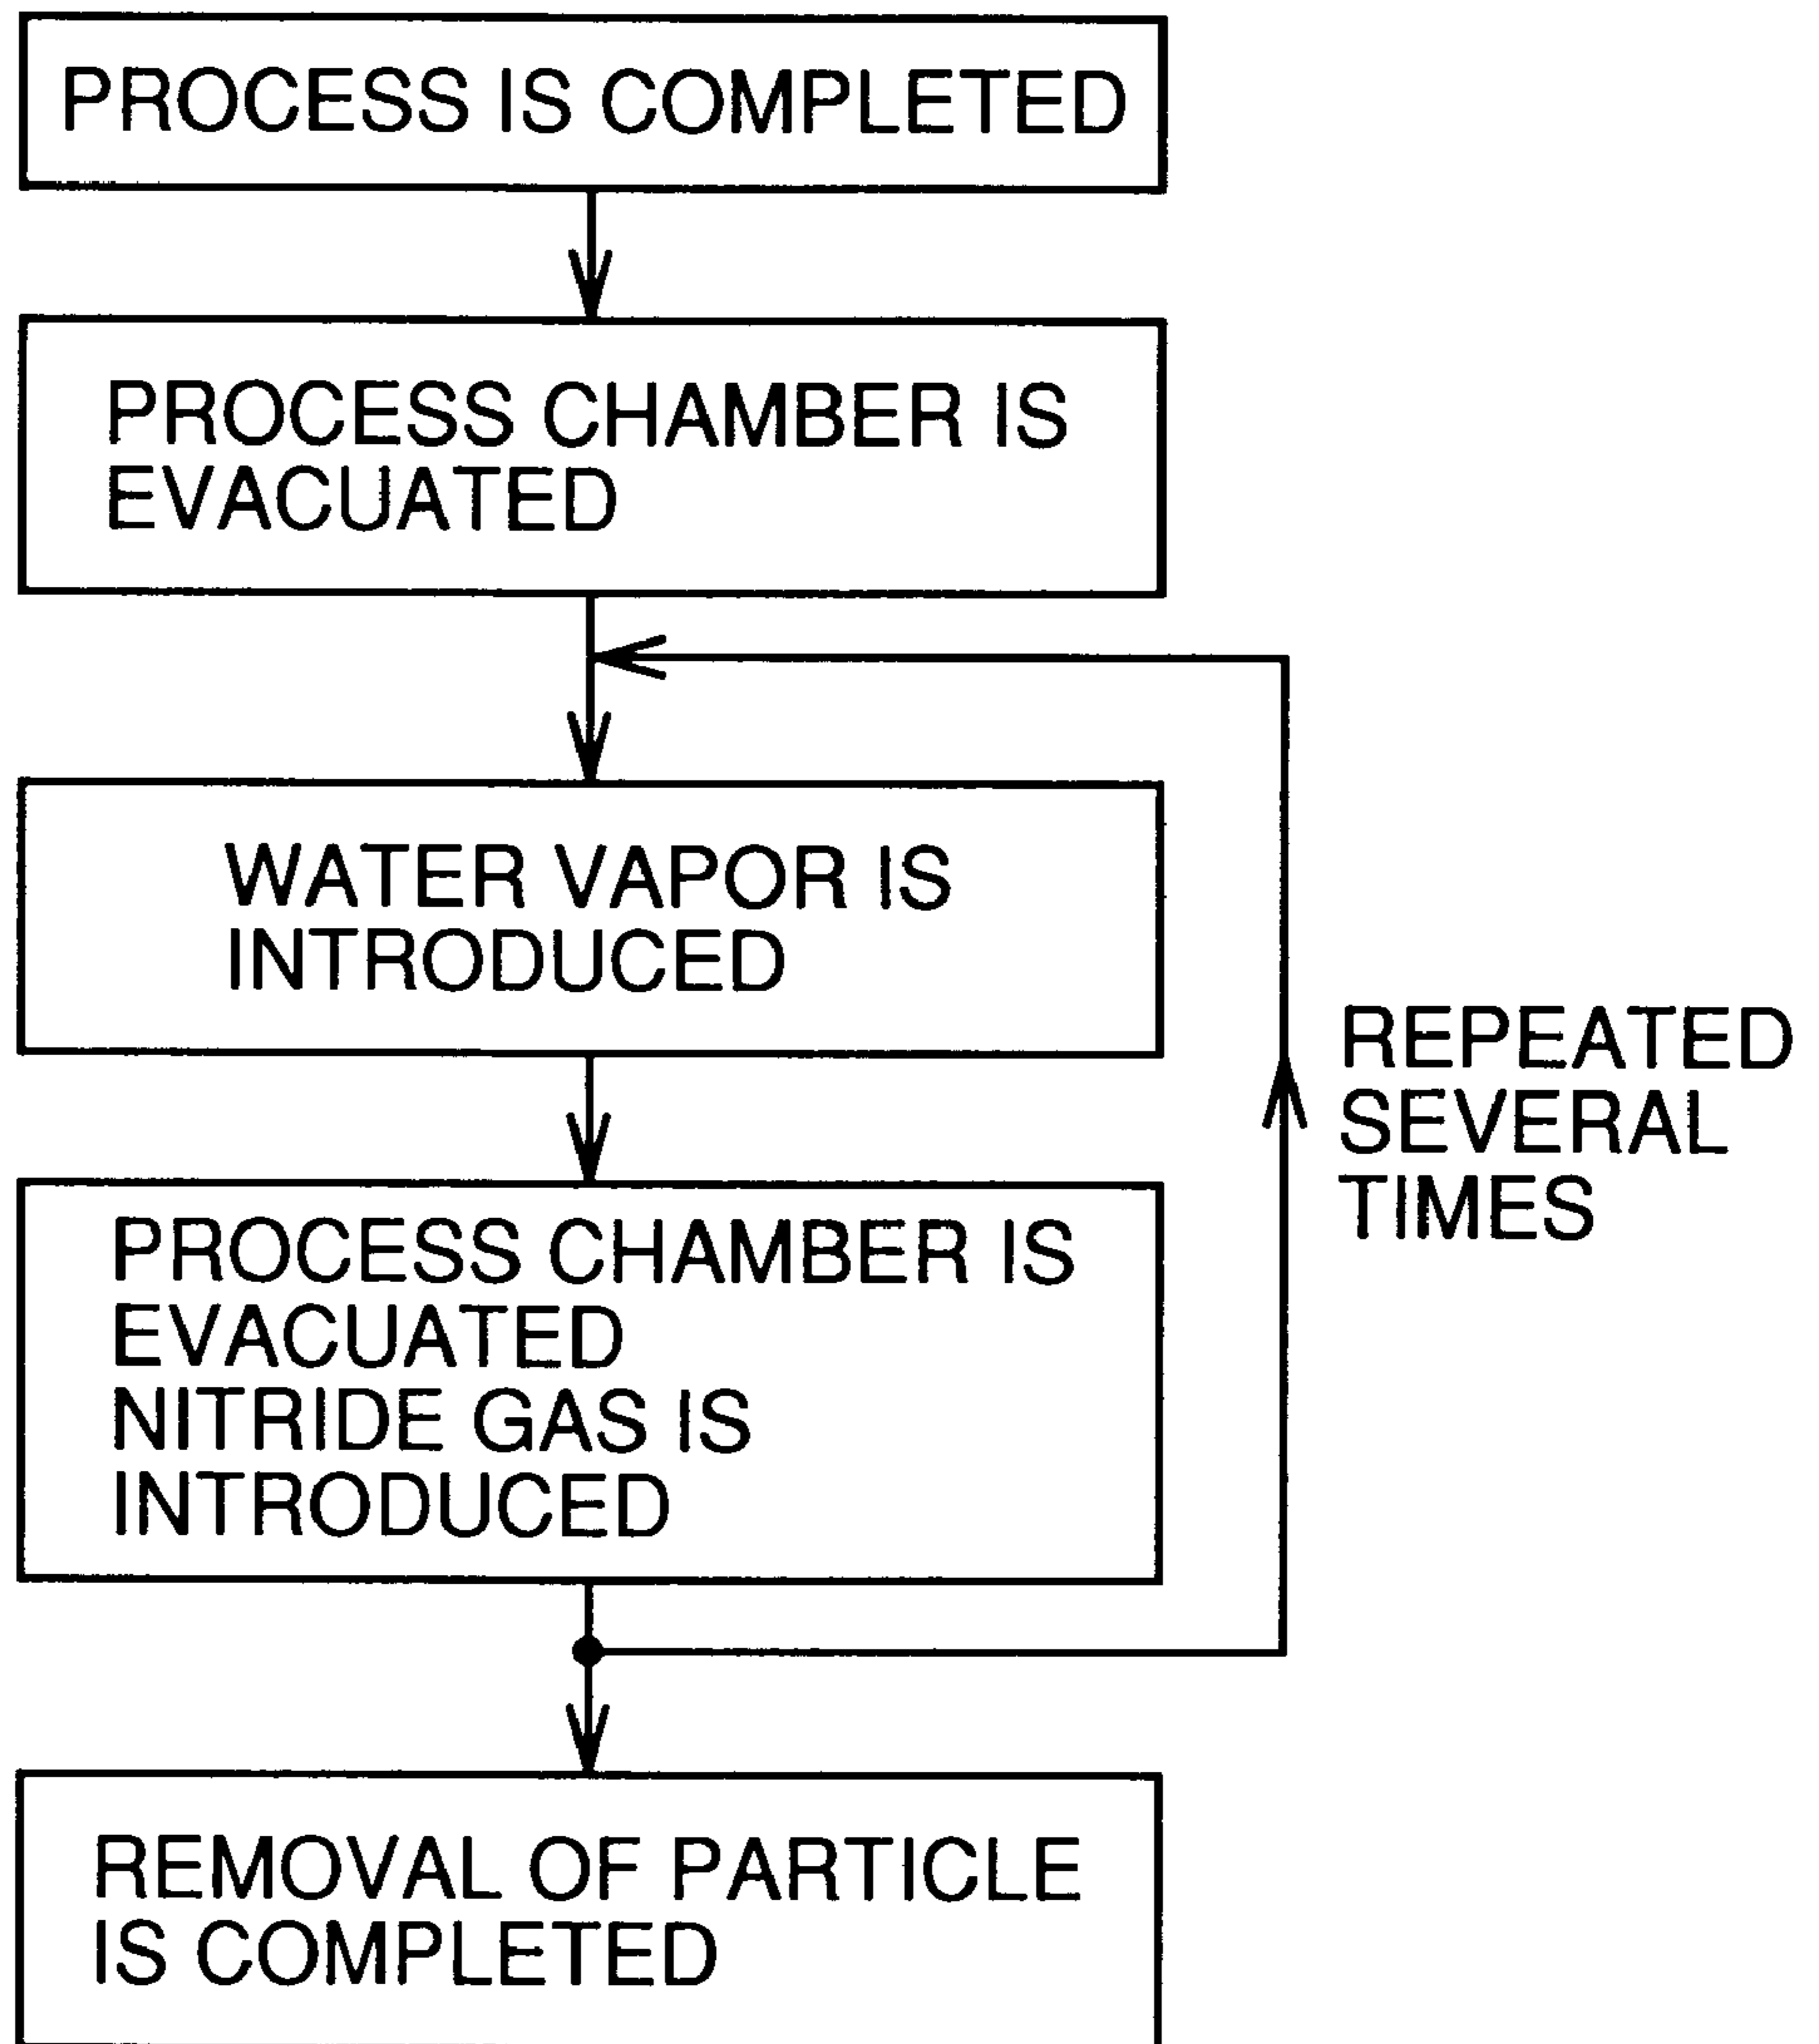 PROCESS IS COMPLETED
PROCESS CHAMBER IS
EVACUATED
WATER VAPOR IS
INTRODUCED
REPEATED
SEVERAL
TIMES
PROCESS CHAMBER IS
EVACUATED
NITRIDE GAS IS
INTRODUCED
REMOVAL OF PARTICLE
IS COMPLETED